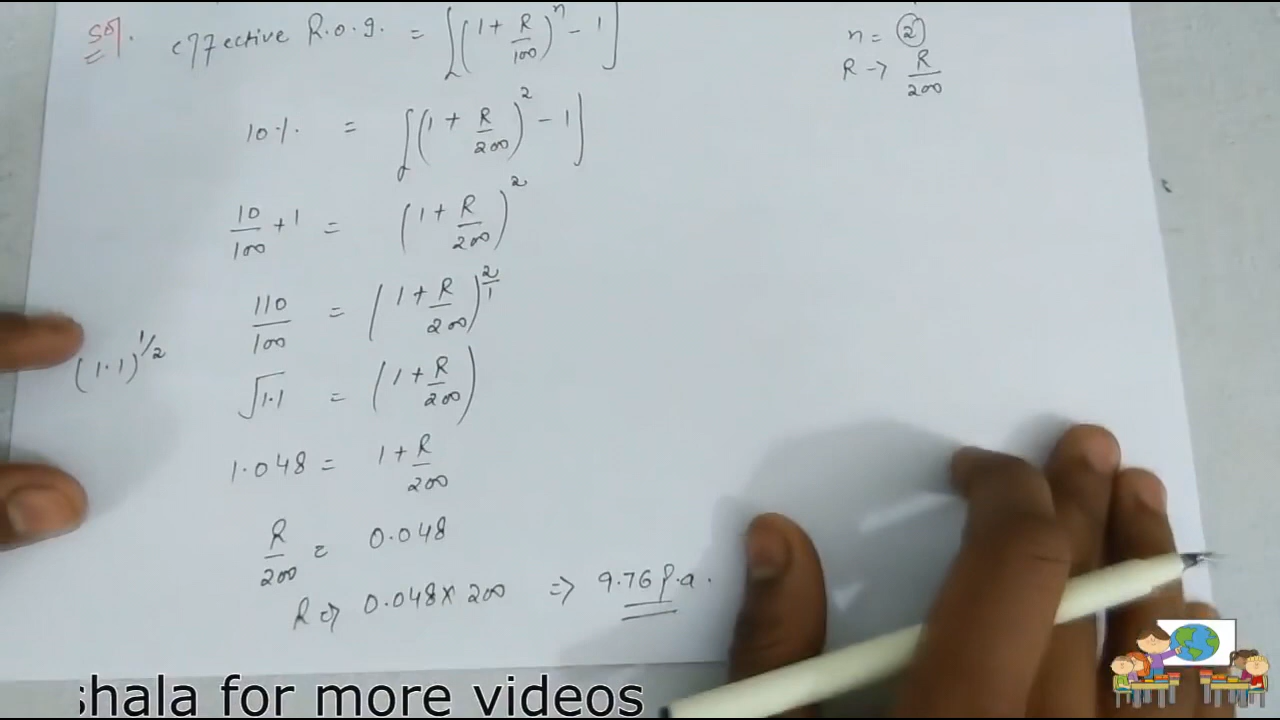 Sol. effective R.o.g. = [(1 + R/100)^n - 1]
n = 2
R → R/200
10 % = [(1 + R/200)^2 - 1]
10/100 + 1 = (1 + R/200)^2
110/100 = (1 + R/200)^2/1
(1.1)^1/2
√1.1 = (1 + R/200)
1.048 = 1 + R/200
R/200 = 0.048
R ⇒ 0.048 × 200 ⇒ 9.76 p.a.
shala for more videos